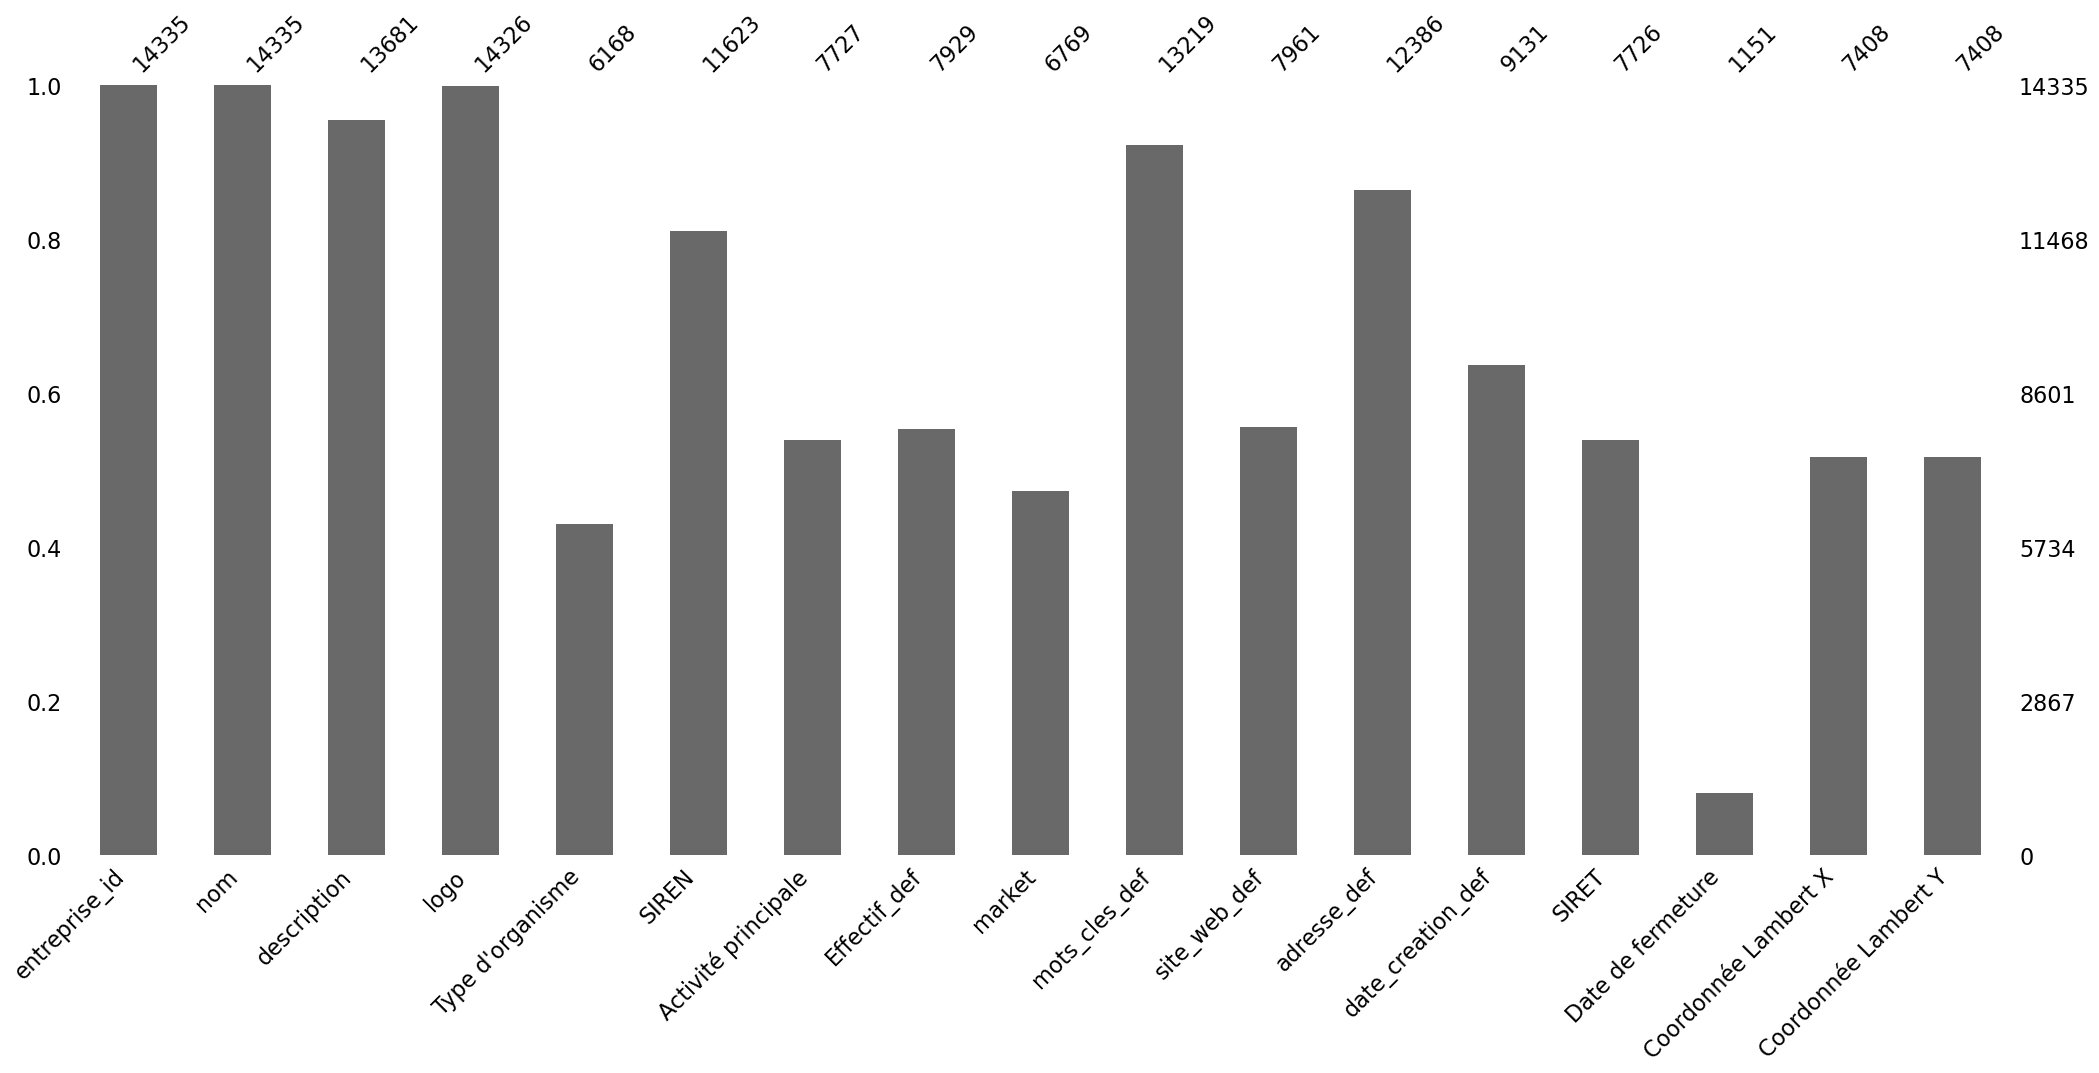 14335 14335 13681 14326 6168 11623 7727 7929 6769 13219 7961 12386 9131 7726 1151 7408 7408
1.0 14335
0.8 11468
0.6 8601
0.4 5734
0.2 2867
0.0 0
entreprise_id
nom
description
logo
Type d'organisme
SIREN
Activité principale
Effectif_def
market
mots_cles_def
site_web_def
adresse_def
date_creation_def
SIRET
Date de fermeture
Coordonnée Lambert X
Coordonnée Lambert Y